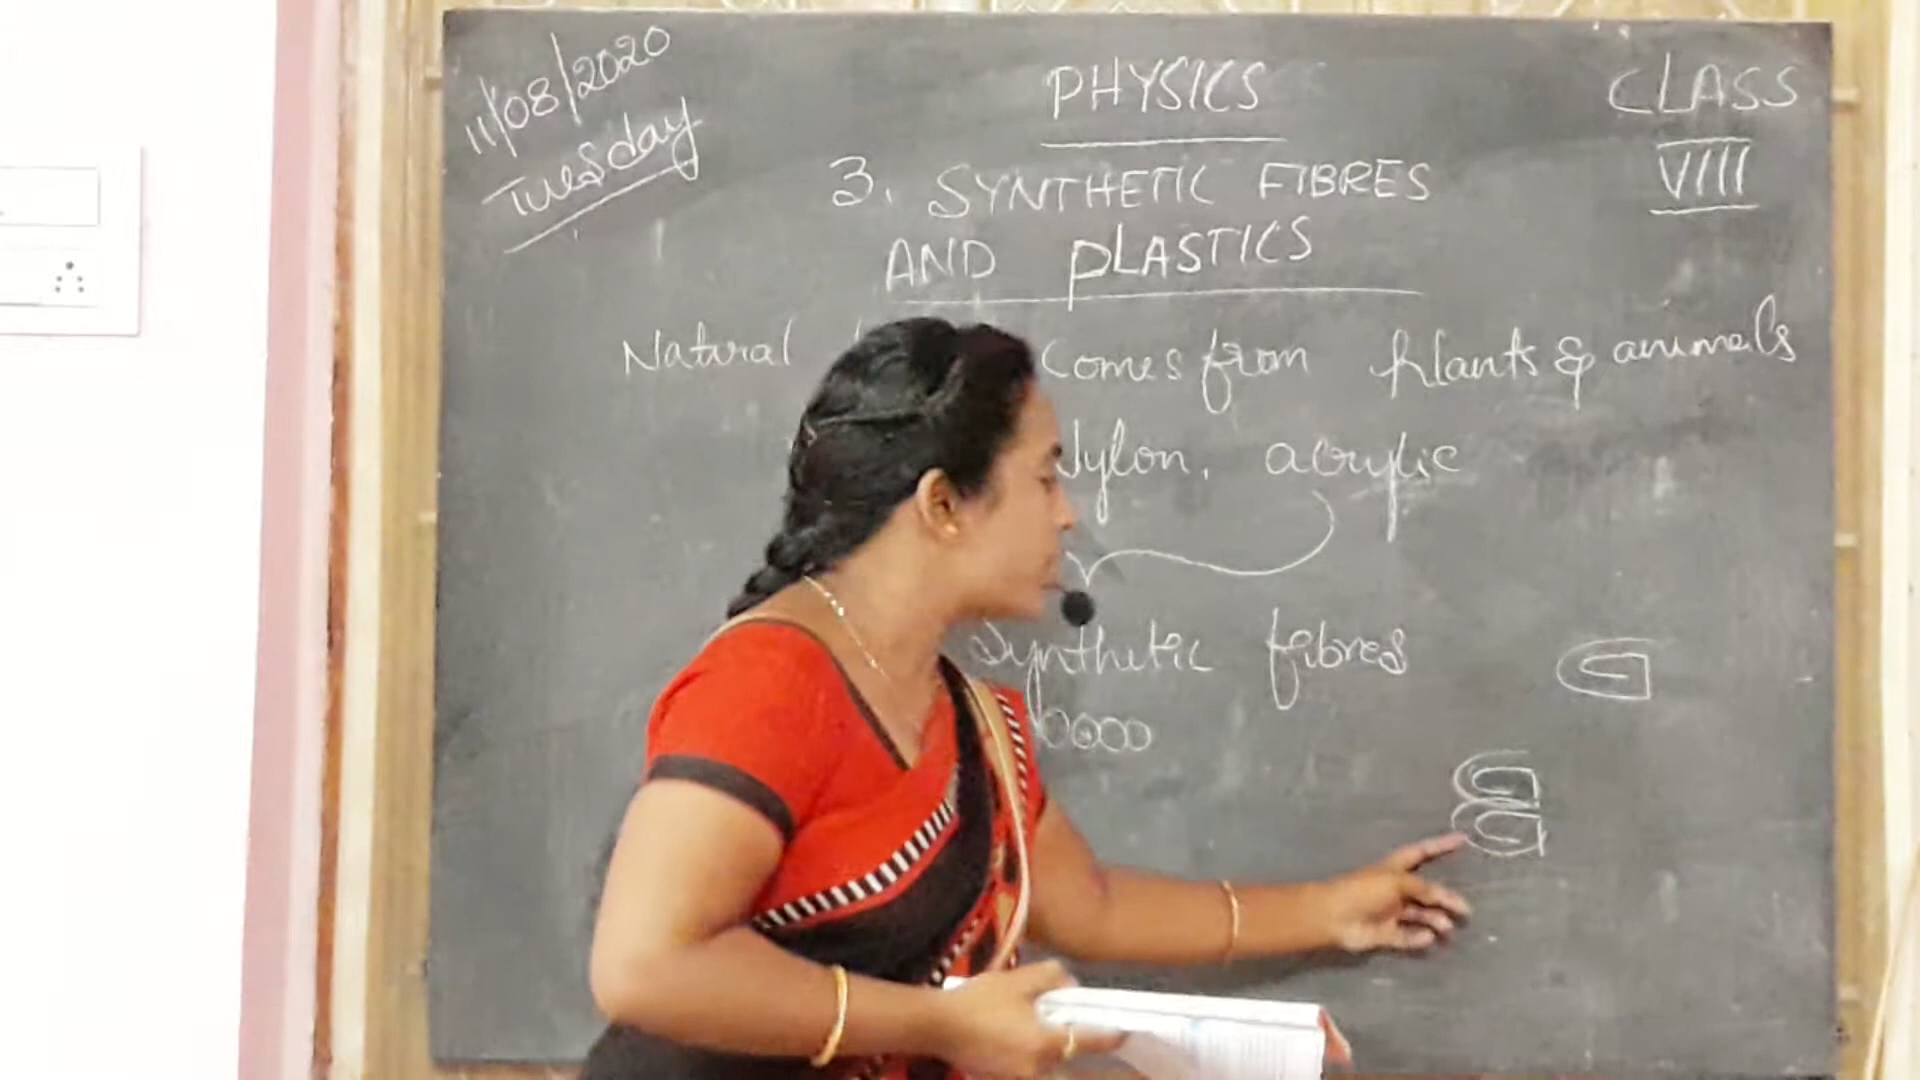 11/08/2020
Tuesday
PHYSICS
CLASS
VIII
3. SYNTHETIC FIBRES
AND PLASTICS
Natural comes from plants & animals
acrylic
Synthetic fibres